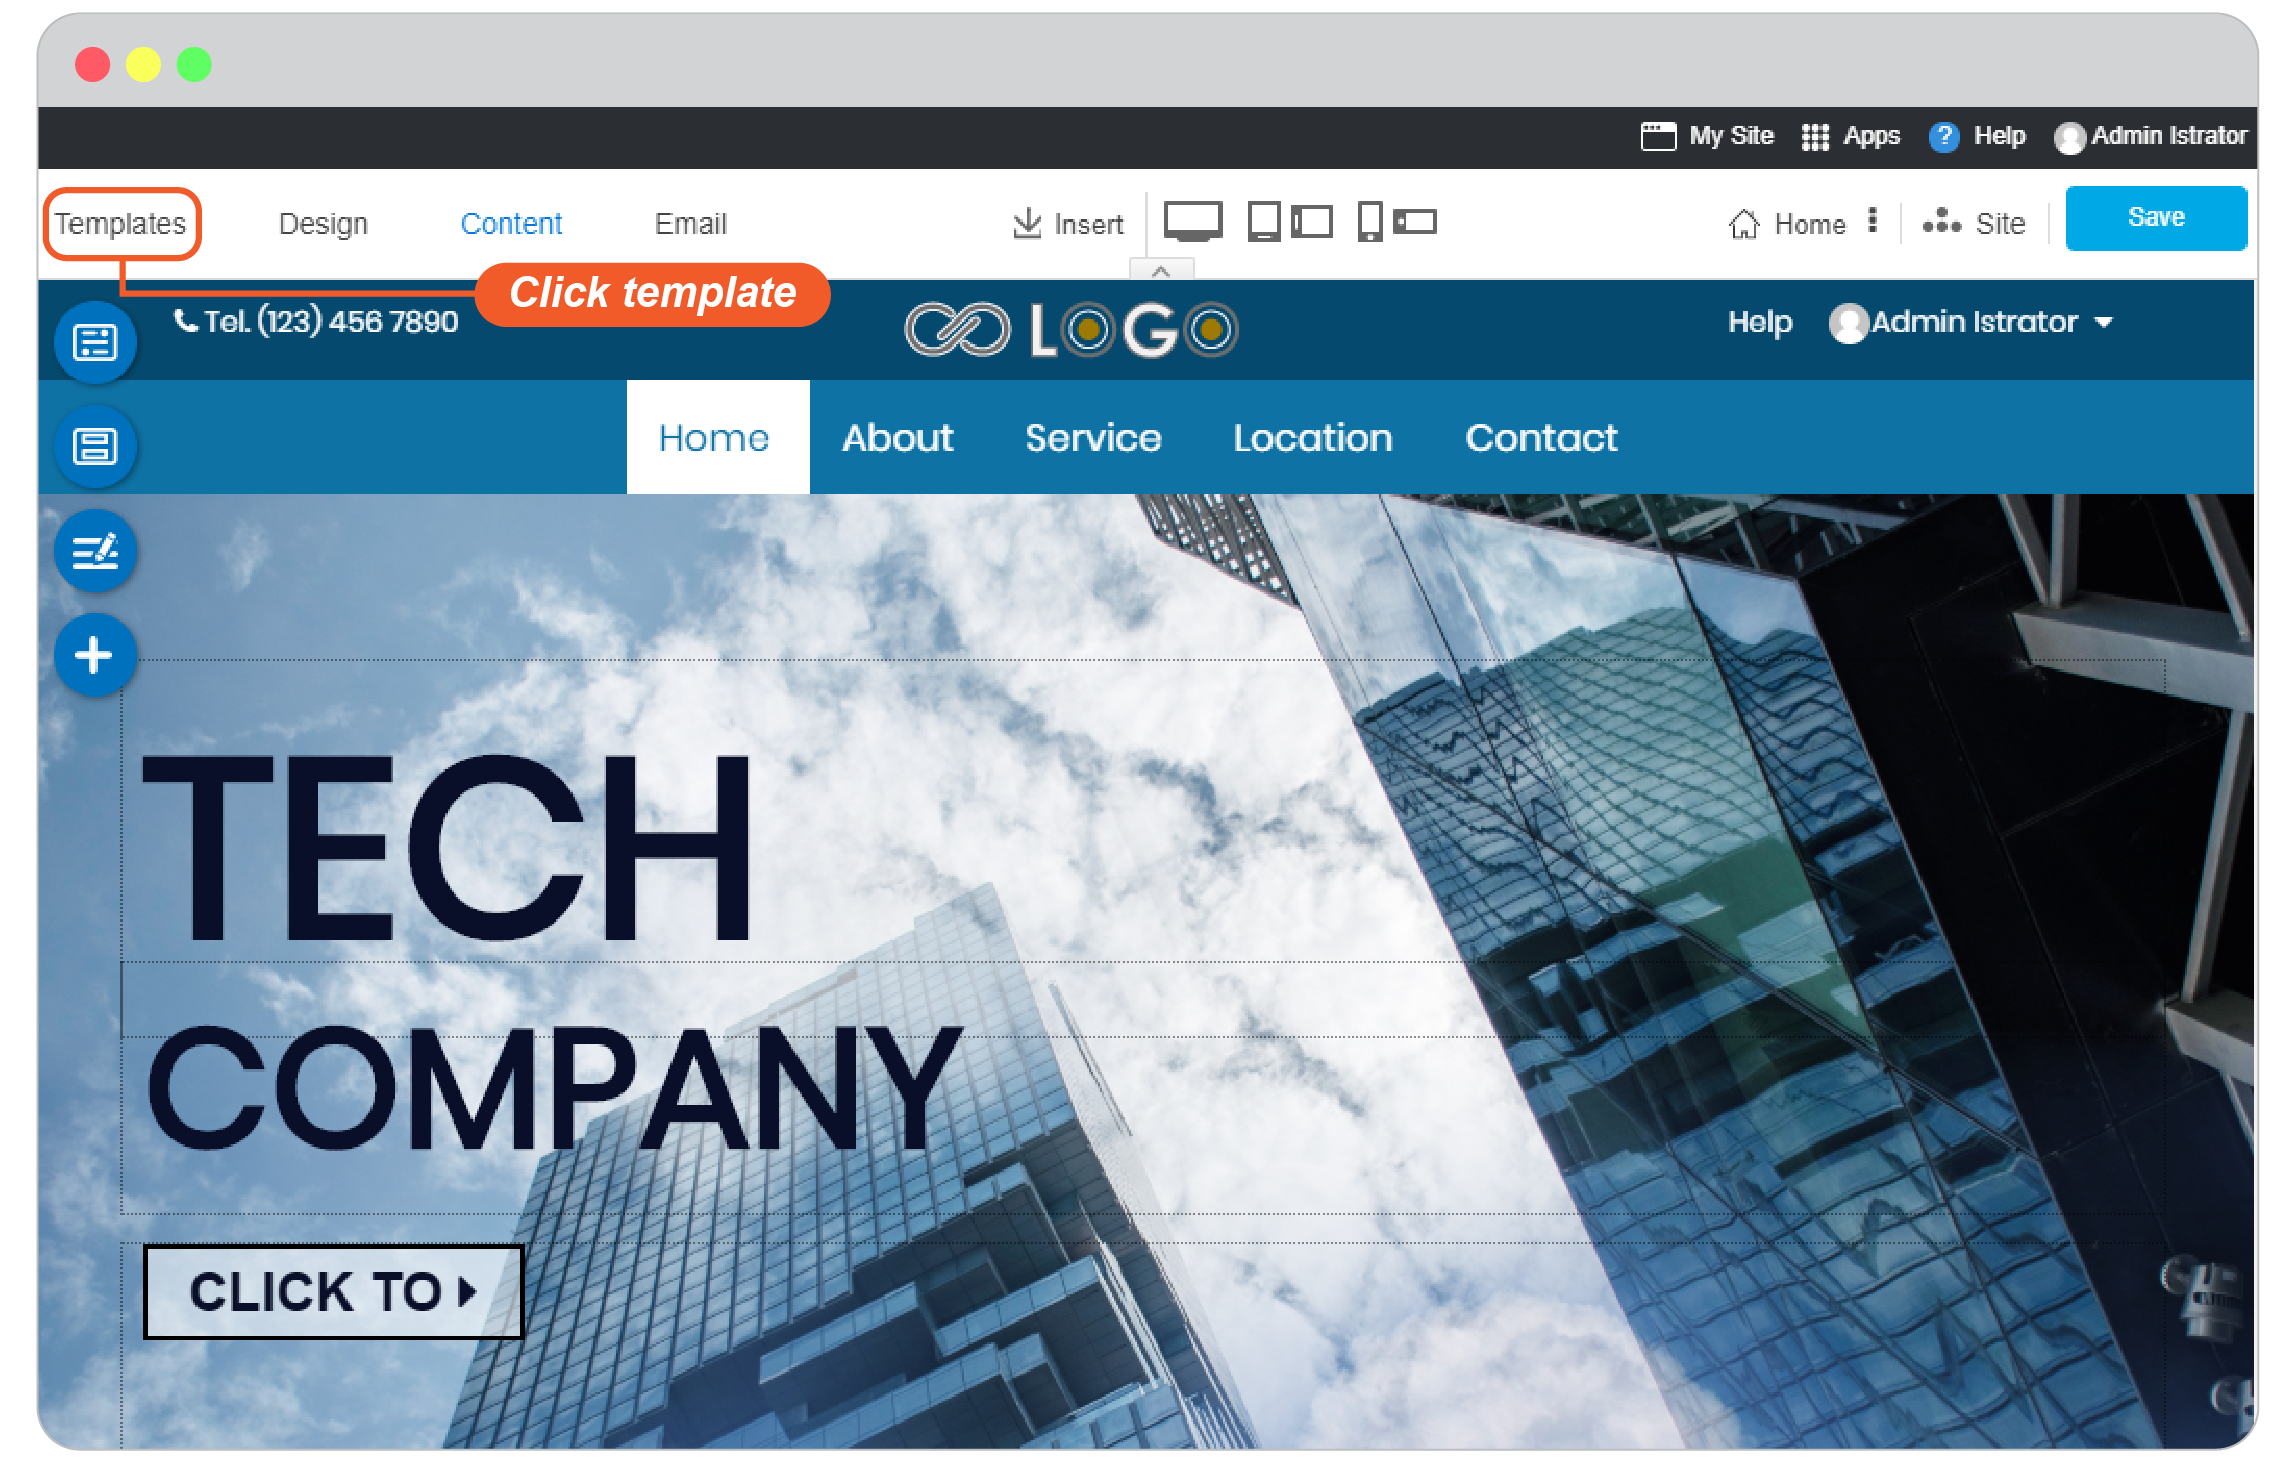 My Site Apps ? Help Admin Istrator
Templates Design Content Email Insert Home Site Save
Click template
Tel. (123) 456 7890 LOGO Help Admin Istrator
Home About Service Location Contact
TECH
COMPANY
CLICK TO